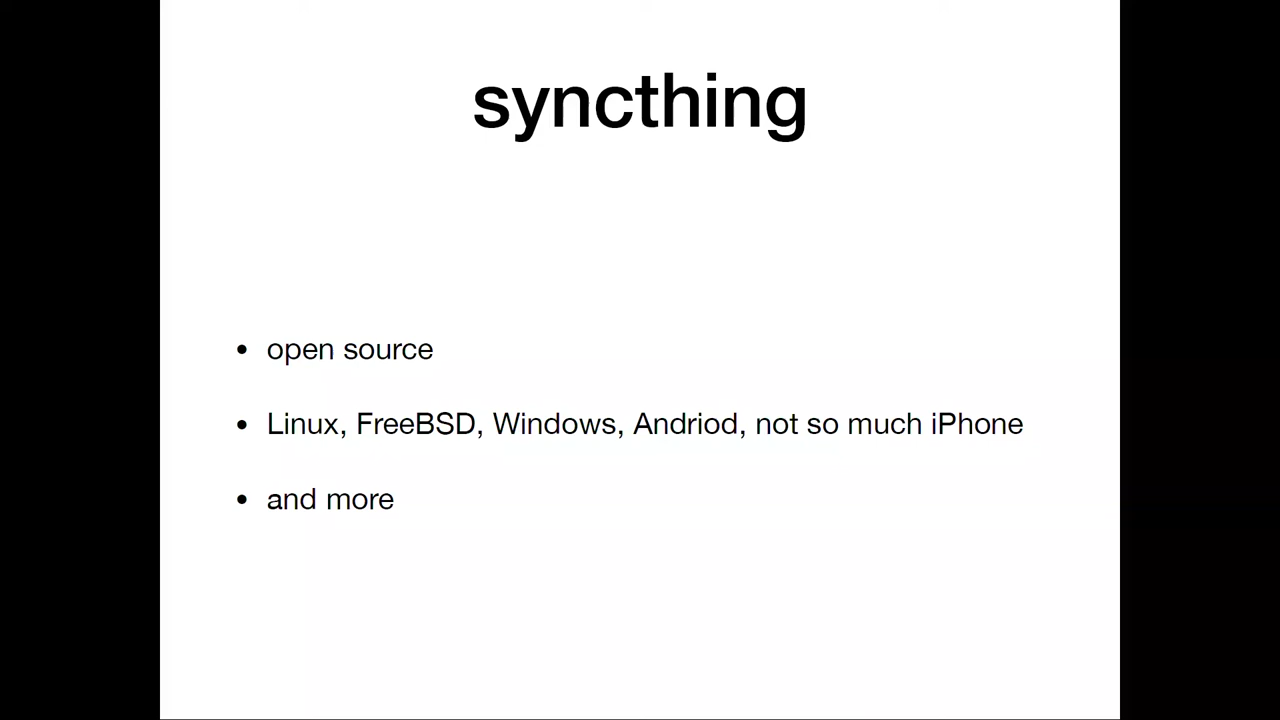 syncthing
• open source
• Linux, FreeBSD, Windows, Andriod, not so much iPhone
• and more